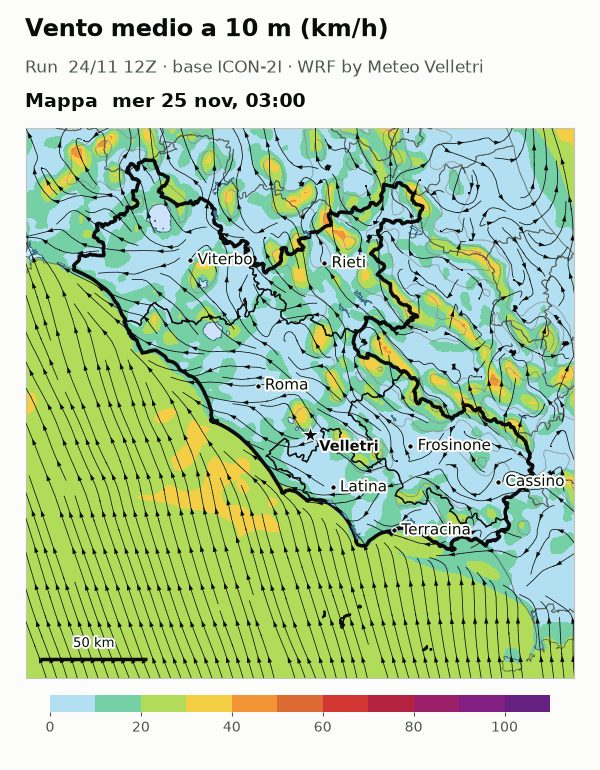 Vento medio a 10 m (km/h)
Run 24/11 12Z · base ICON-2I · WRF by Meteo Velletri
Mappa mer 25 nov, 03:00
Viterbo
Rieti
Roma
Velletri
Frosinone
Cassino
Latina
Terracina
50 km
0 20 40 60 80 100